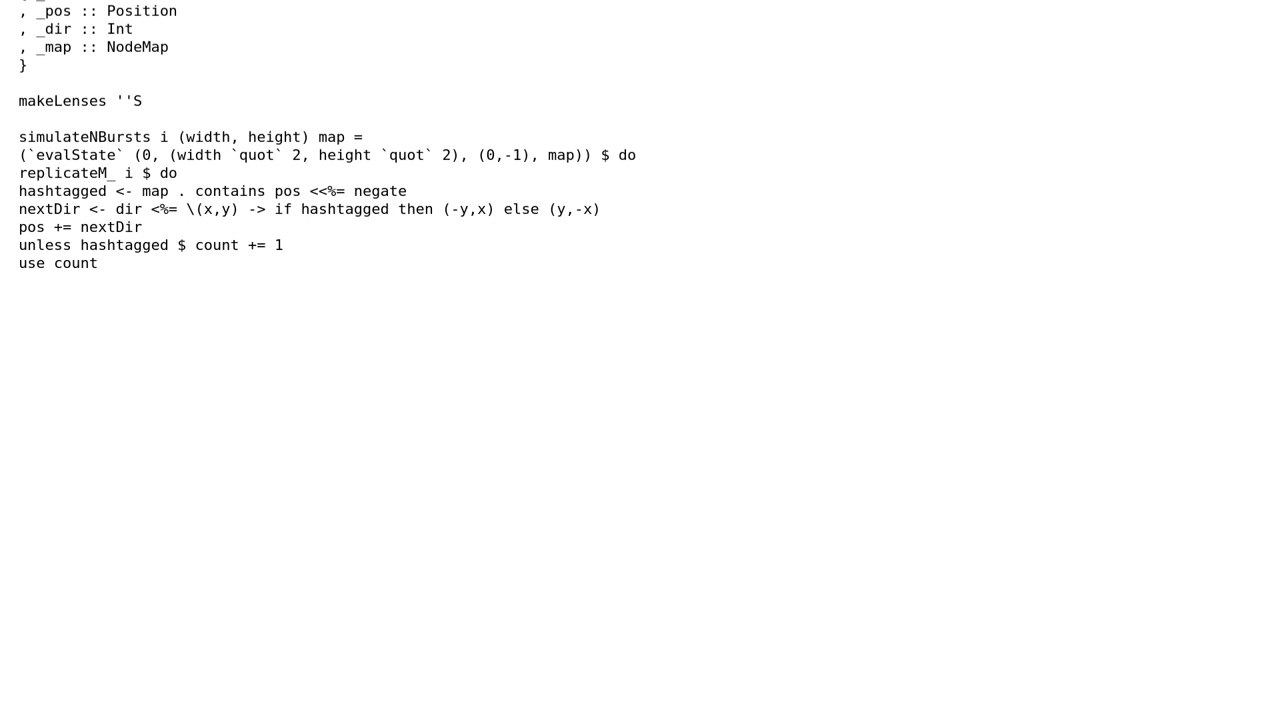 , _pos :: Position
, _dir :: Int
, _map :: NodeMap
}

makeLenses ''S

simulateNBursts i (width, height) map =
(`evalState` (0, (width `quot` 2, height `quot` 2), (0,-1), map)) $ do
replicateM_ i $ do
hashtagged <- map . contains pos <<%= negate
nextDir <- dir <%= \(x,y) -> if hashtagged then (-y,x) else (y,-x)
pos += nextDir
unless hashtagged $ count += 1
use count